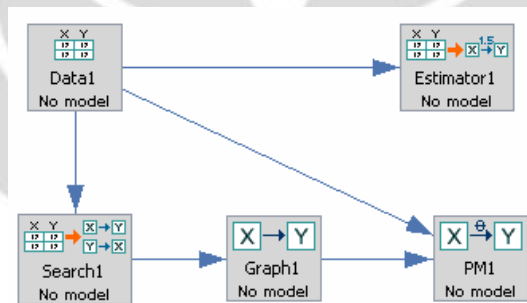 X Y
Data1
No model
X Y
1.5
X Y
Estimator1
No model
X Y
X Y
Y X
Search1
No model
X Y
Graph1
No model
θ
X Y
PM1
No model